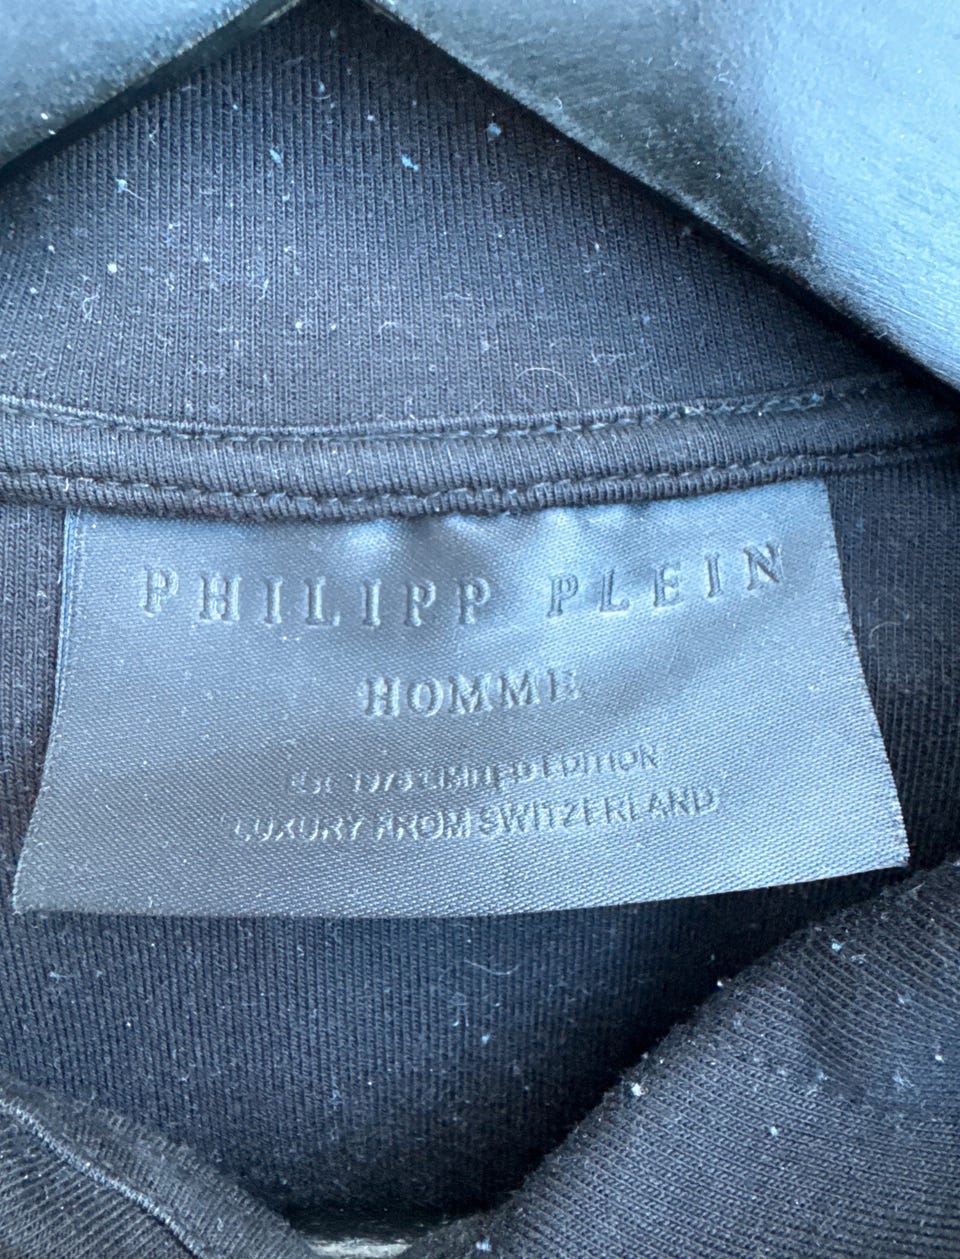 PHILIPP PLEIN
HOMME
EST 1978 LIMITED EDITION
LUXURY FROM SWITZERLAND